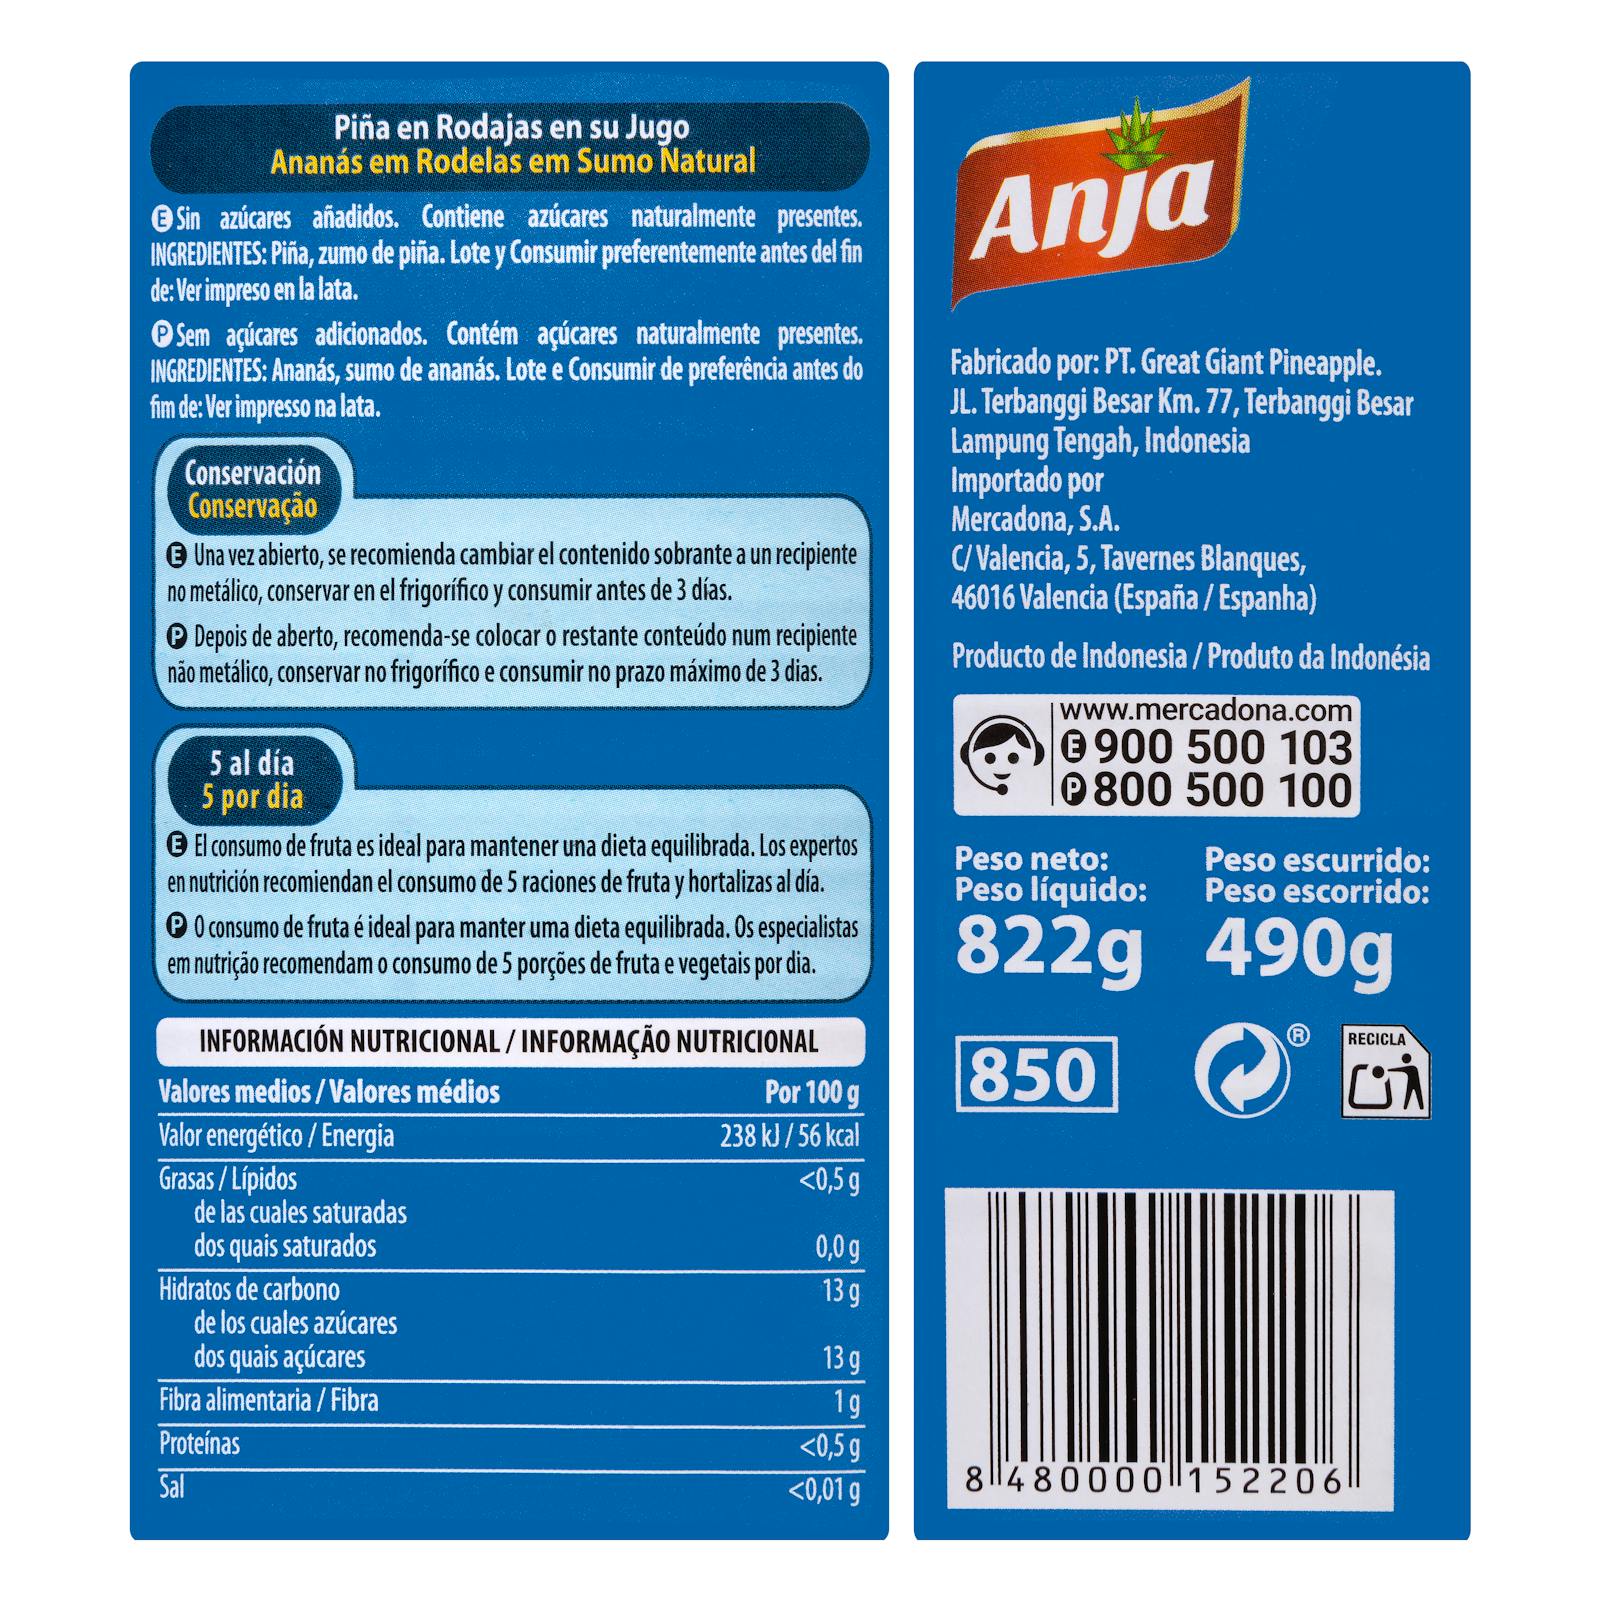 Piña en Rodajas en su Jugo
Ananás em Rodelas em Sumo Natural
E Sin azúcares añadidos. Contiene azúcares naturalmente presentes.
INGREDIENTES: Piña, zumo de piña. Lote y Consumir preferentemente antes del fin
de: Ver impreso en la lata.
P Sem açúcares adicionados. Contém açúcares naturalmente presentes.
INGREDIENTES: Ananás, sumo de ananás. Lote e Consumir de preferência antes do
fim de: Ver impresso na lata.
Conservación
Conservação
E Una vez abierto, se recomienda cambiar el contenido sobrante a un recipiente
no metálico, conservar en el frigorífico y consumir antes de 3 días.
P Depois de aberto, recomenda-se colocar o restante conteúdo num recipiente
não metálico, conservar no frigorífico e consumir no prazo máximo de 3 dias.
5 al día
5 por dia
E El consumo de fruta es ideal para mantener una dieta equilibrada. Los expertos
en nutrición recomiendan el consumo de 5 raciones de fruta y hortalizas al día.
P O consumo de fruta é ideal para manter uma dieta equilibrada. Os especialistas
em nutrição recomendam o consumo de 5 porções de fruta e vegetais por dia.
INFORMACIÓN NUTRICIONAL / INFORMAÇÃO NUTRICIONAL
Valores medios / Valores médios Por 100 g
Valor energético / Energia 238 kJ / 56 kcal
Grasas / Lípidos <0,5 g
de las cuales saturadas
dos quais saturados 0,0 g
Hidratos de carbono 13 g
de los cuales azúcares
dos quais açúcares 13 g
Fibra alimentaria / Fibra 1 g
Proteínas <0,5 g
Sal <0,01 g
Anja
Fabricado por: PT. Great Giant Pineapple.
JL. Terbanggi Besar Km. 77, Terbanggi Besar
Lampung Tengah, Indonesia
Importado por
Mercadona, S.A.
C/ Valencia, 5, Tavernes Blanques,
46016 Valencia (España / Espanha)
Producto de Indonesia / Produto da Indonésia
www.mercadona.com
E 900 500 103
P 800 500 100
Peso neto: Peso escurrido:
Peso líquido: Peso escorrido:
822g 490g
850 ® RECICLA
8 480000 152206